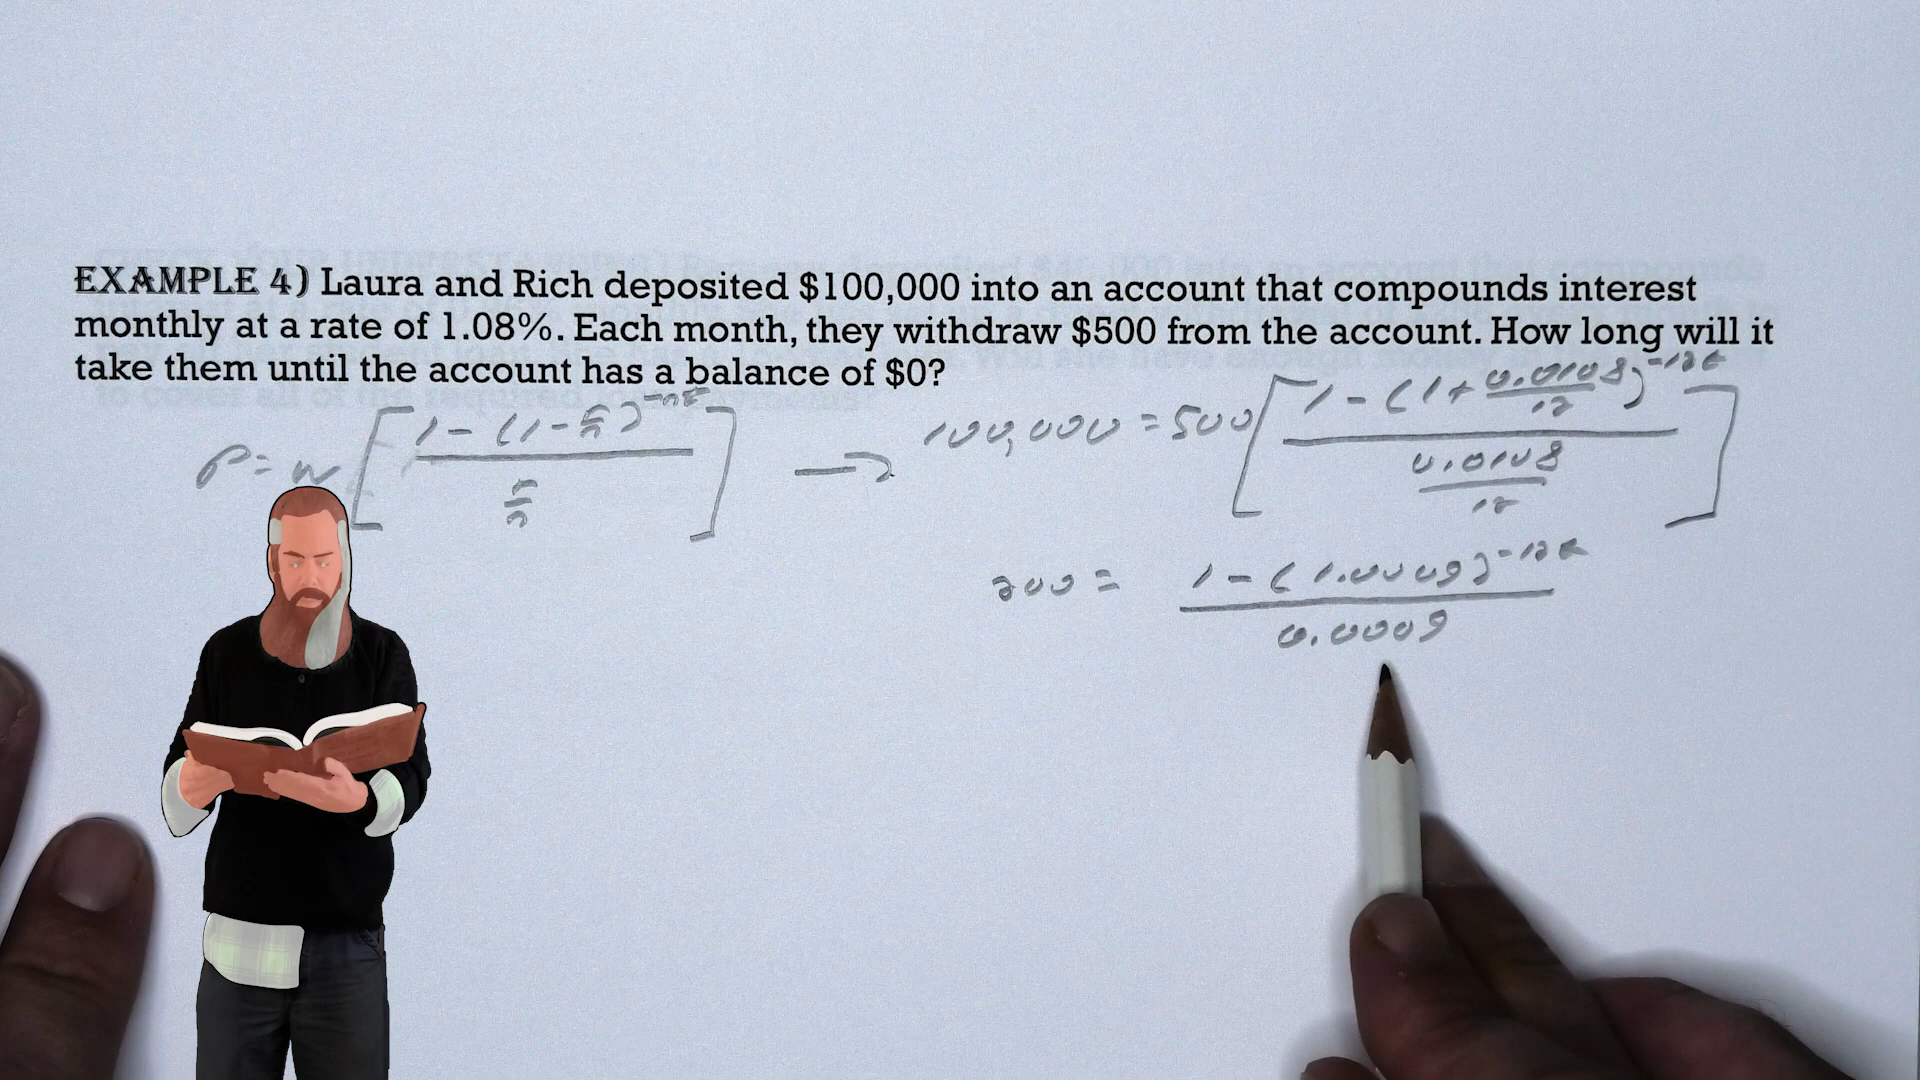 EXAMPLE 4) Laura and Rich deposited $100,000 into an account that compounds interest
monthly at a rate of 1.08%. Each month, they withdraw $500 from the account. How long will it
take them until the account has a balance of $0?
P = w [ (1 - (1 - r/n)^-nt) / (r/n) ] → 100,000 = 500 [ (1 - (1 + 0.0108/12)^-12t) / (0.0108/12) ]
200 = (1 - (1.0009)^-12t) / 0.0009